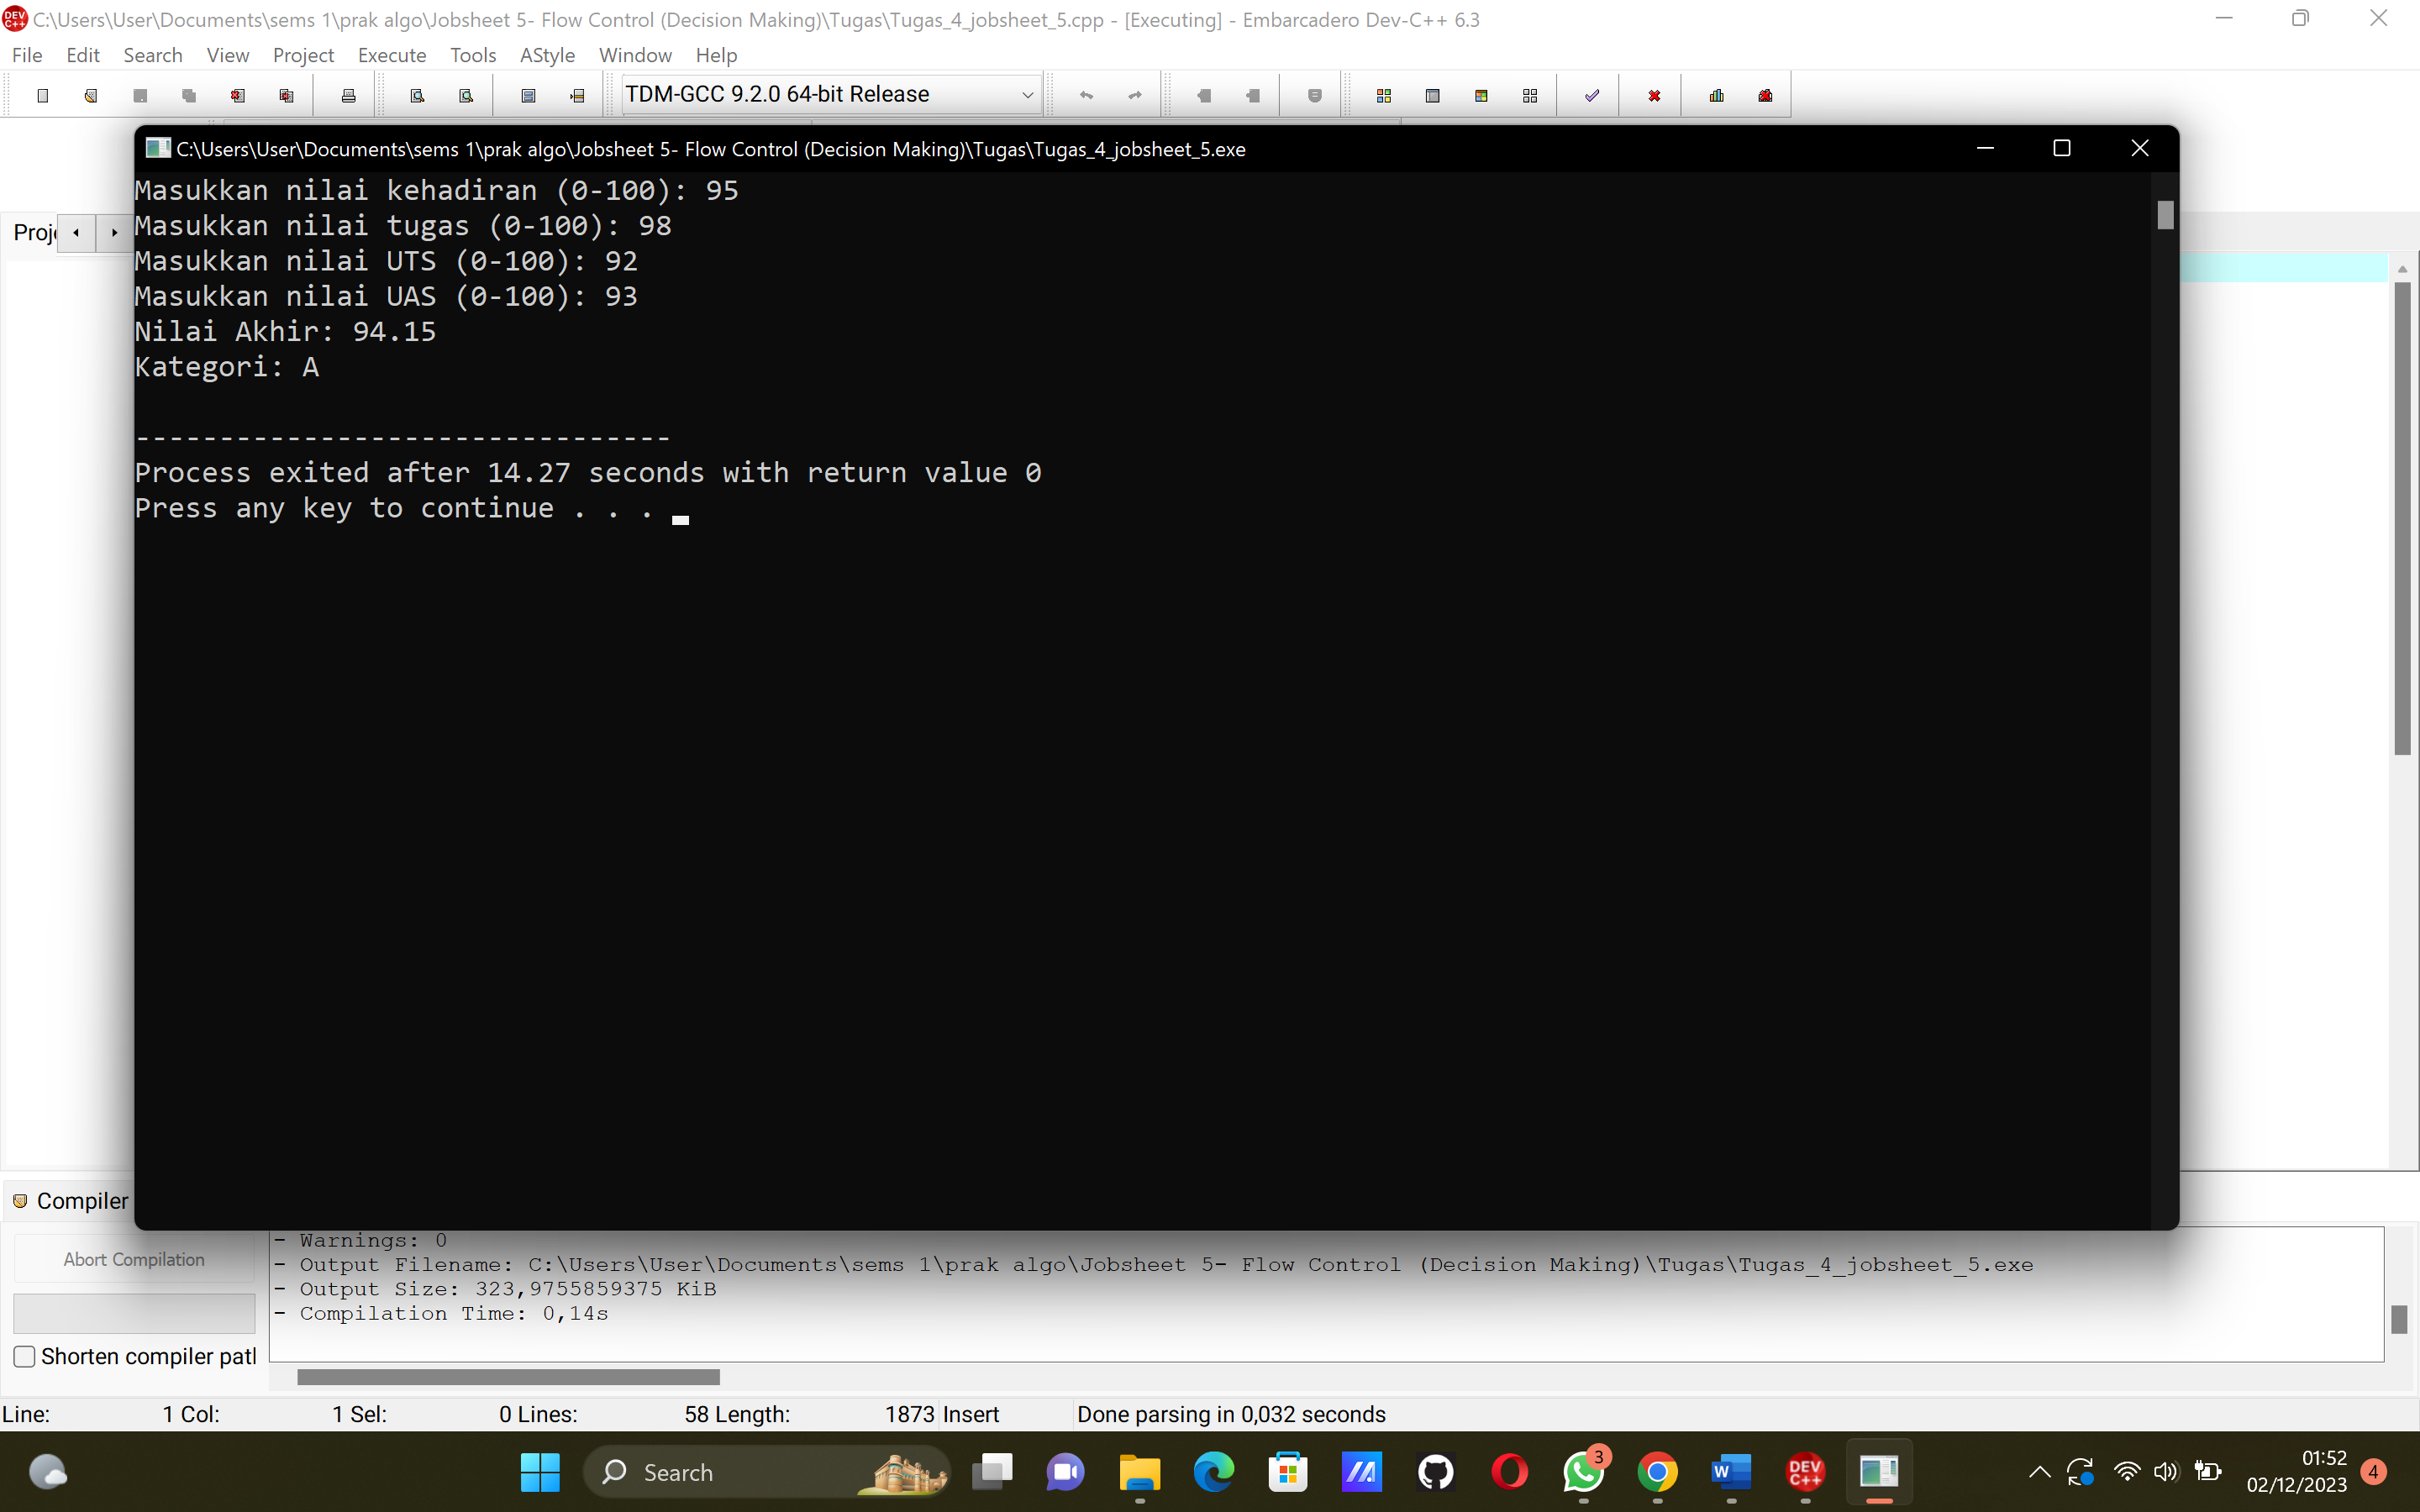 C:\Users\User\Documents\sems 1\prak algo\Jobsheet 5- Flow Control (Decision Making)\Tugas\Tugas_4_jobsheet_5.cpp - [Executing] - Embarcadero Dev-C++ 6.3
File Edit Search View Project Execute Tools AStyle Window Help
TDM-GCC 9.2.0 64-bit Release
C:\Users\User\Documents\sems 1\prak algo\Jobsheet 5- Flow Control (Decision Making)\Tugas\Tugas_4_jobsheet_5.exe
Masukkan nilai kehadiran (0-100): 95
Masukkan nilai tugas (0-100): 98
Masukkan nilai UTS (0-100): 92
Masukkan nilai UAS (0-100): 93
Nilai Akhir: 94.15
Kategori: A
--------------------------------
Process exited after 14.27 seconds with return value 0
Press any key to continue . . .
Proj
Compiler
Abort Compilation
Shorten compiler pat
- Warnings: 0
- Output Filename: C:\Users\User\Documents\sems 1\prak algo\Jobsheet 5- Flow Control (Decision Making)\Tugas\Tugas_4_jobsheet_5.exe
- Output Size: 323,9755859375 KiB
- Compilation Time: 0,14s
Line: 1 Col: 1 Sel: 0 Lines: 58 Length: 1873 Insert Done parsing in 0,032 seconds
Search
3
DEV C++
01:52
02/12/2023
4